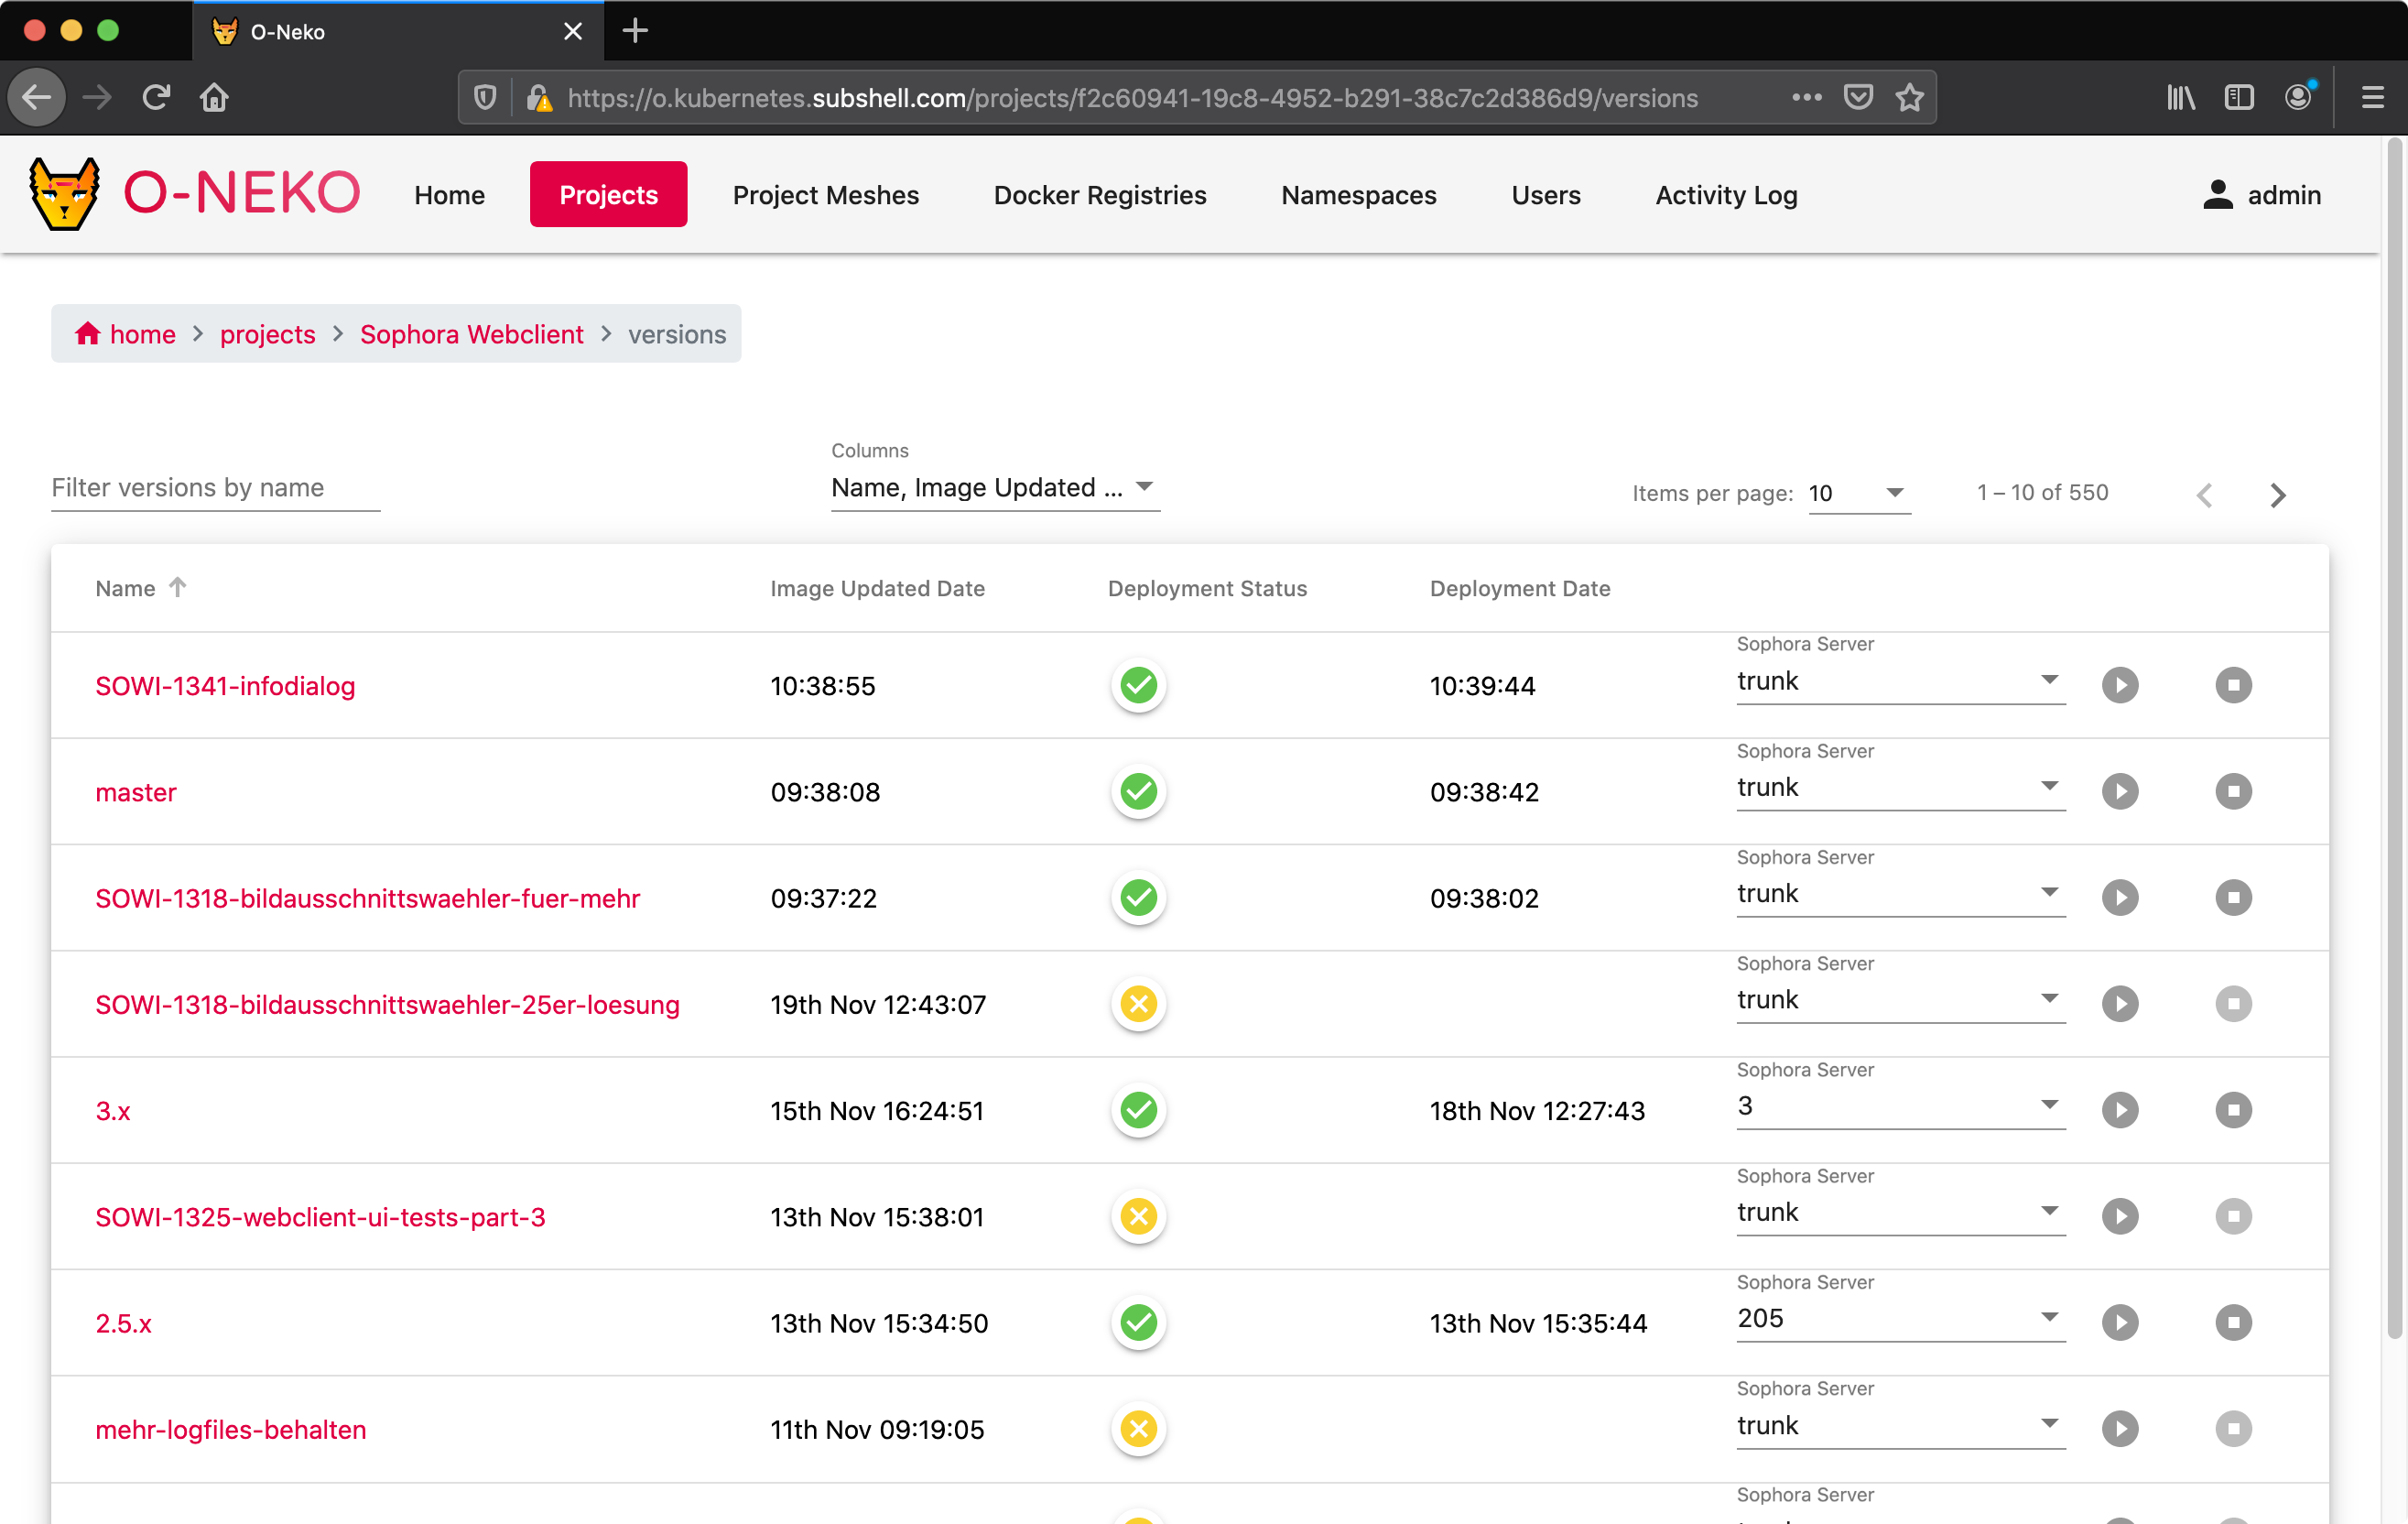 O-Neko
https://o.kubernetes.subshell.com/projects/f2c60941-19c8-4952-b291-38c7c2d386d9/versions
O-NEKO Home Projects Project Meshes Docker Registries Namespaces Users Activity Log admin
home > projects > Sophora Webclient > versions
Columns
Filter versions by name Name, Image Updated ... Items per page: 10 1 – 10 of 550
Name Image Updated Date Deployment Status Deployment Date
Sophora Server
SOWI-1341-infodialog 10:38:55 10:39:44 trunk
Sophora Server
master 09:38:08 09:38:42 trunk
Sophora Server
SOWI-1318-bildausschnittswaehler-fuer-mehr 09:37:22 09:38:02 trunk
Sophora Server
SOWI-1318-bildausschnittswaehler-25er-loesung 19th Nov 12:43:07 trunk
Sophora Server
3.x 15th Nov 16:24:51 18th Nov 12:27:43 3
Sophora Server
SOWI-1325-webclient-ui-tests-part-3 13th Nov 15:38:01 trunk
Sophora Server
2.5.x 13th Nov 15:34:50 13th Nov 15:35:44 205
Sophora Server
mehr-logfiles-behalten 11th Nov 09:19:05 trunk
Sophora Server